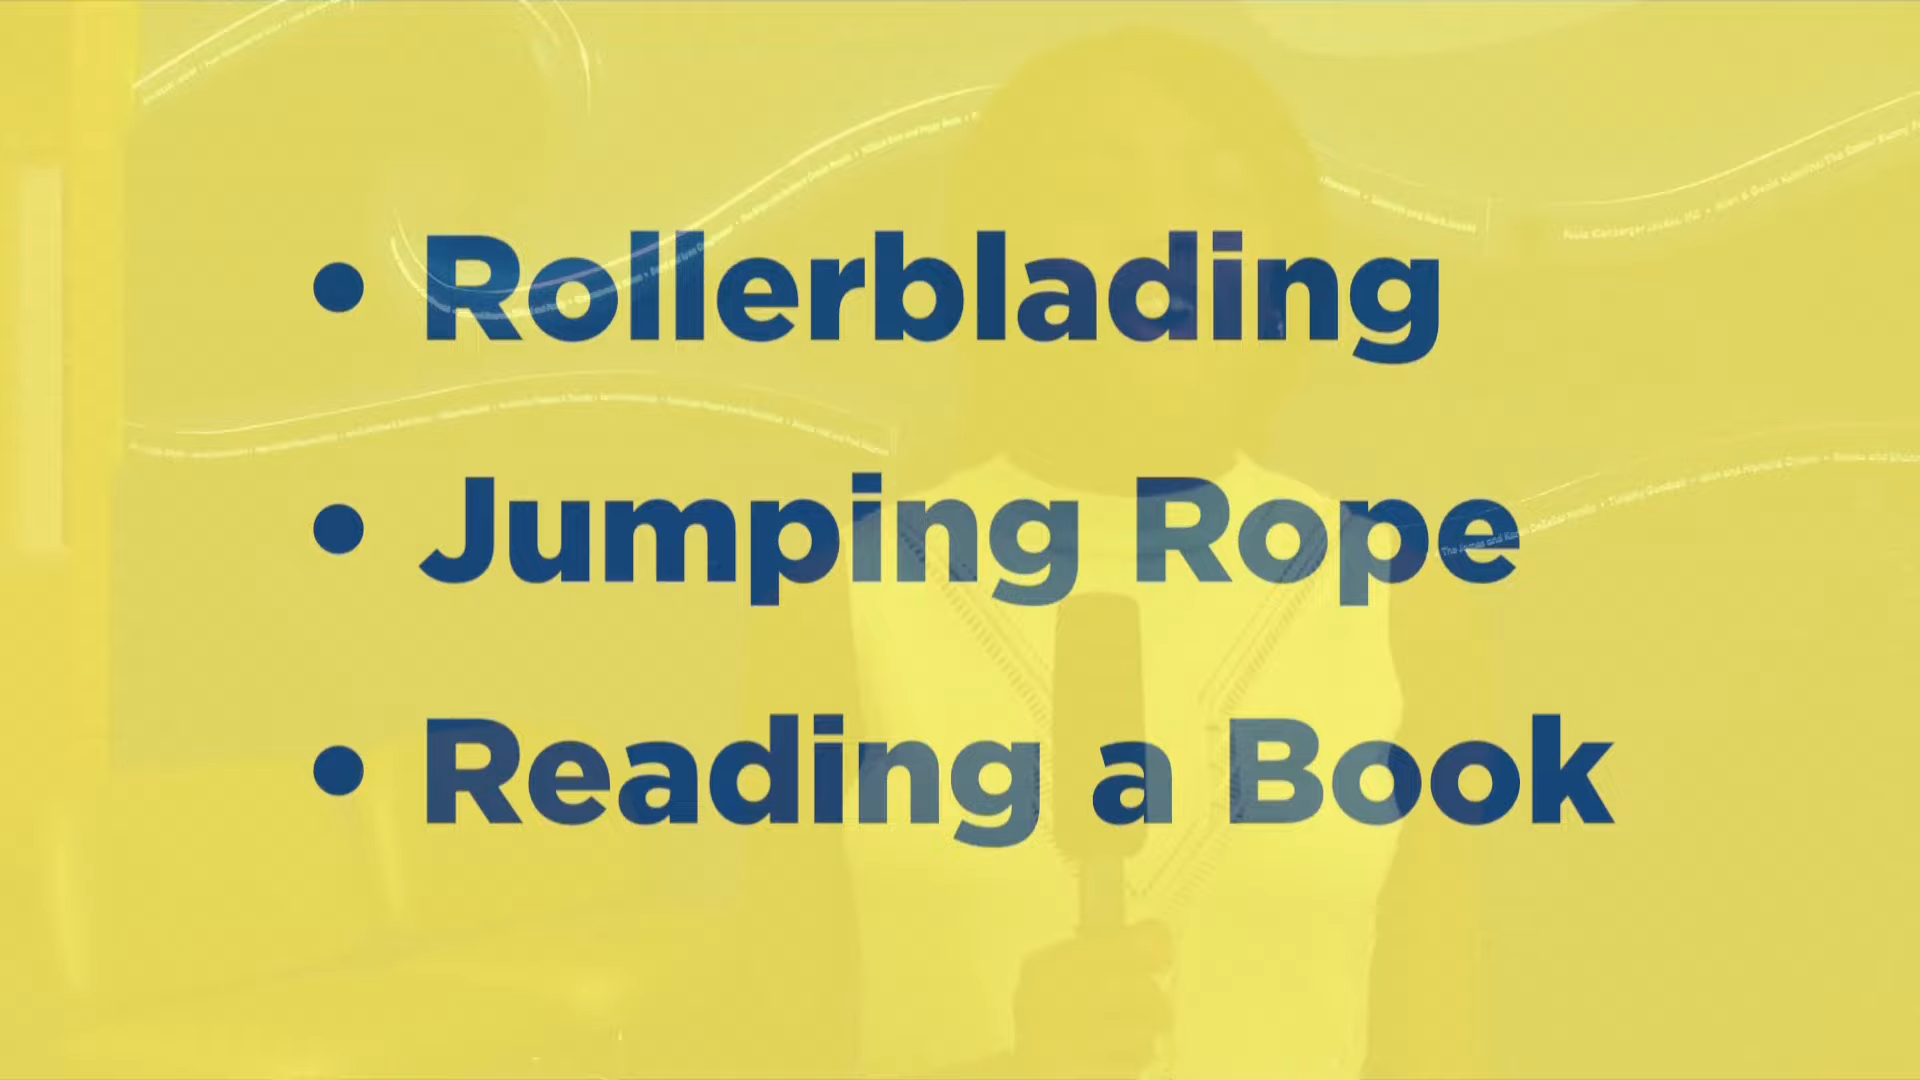 • Rollerblading
• Jumping Rope
• Reading a Book